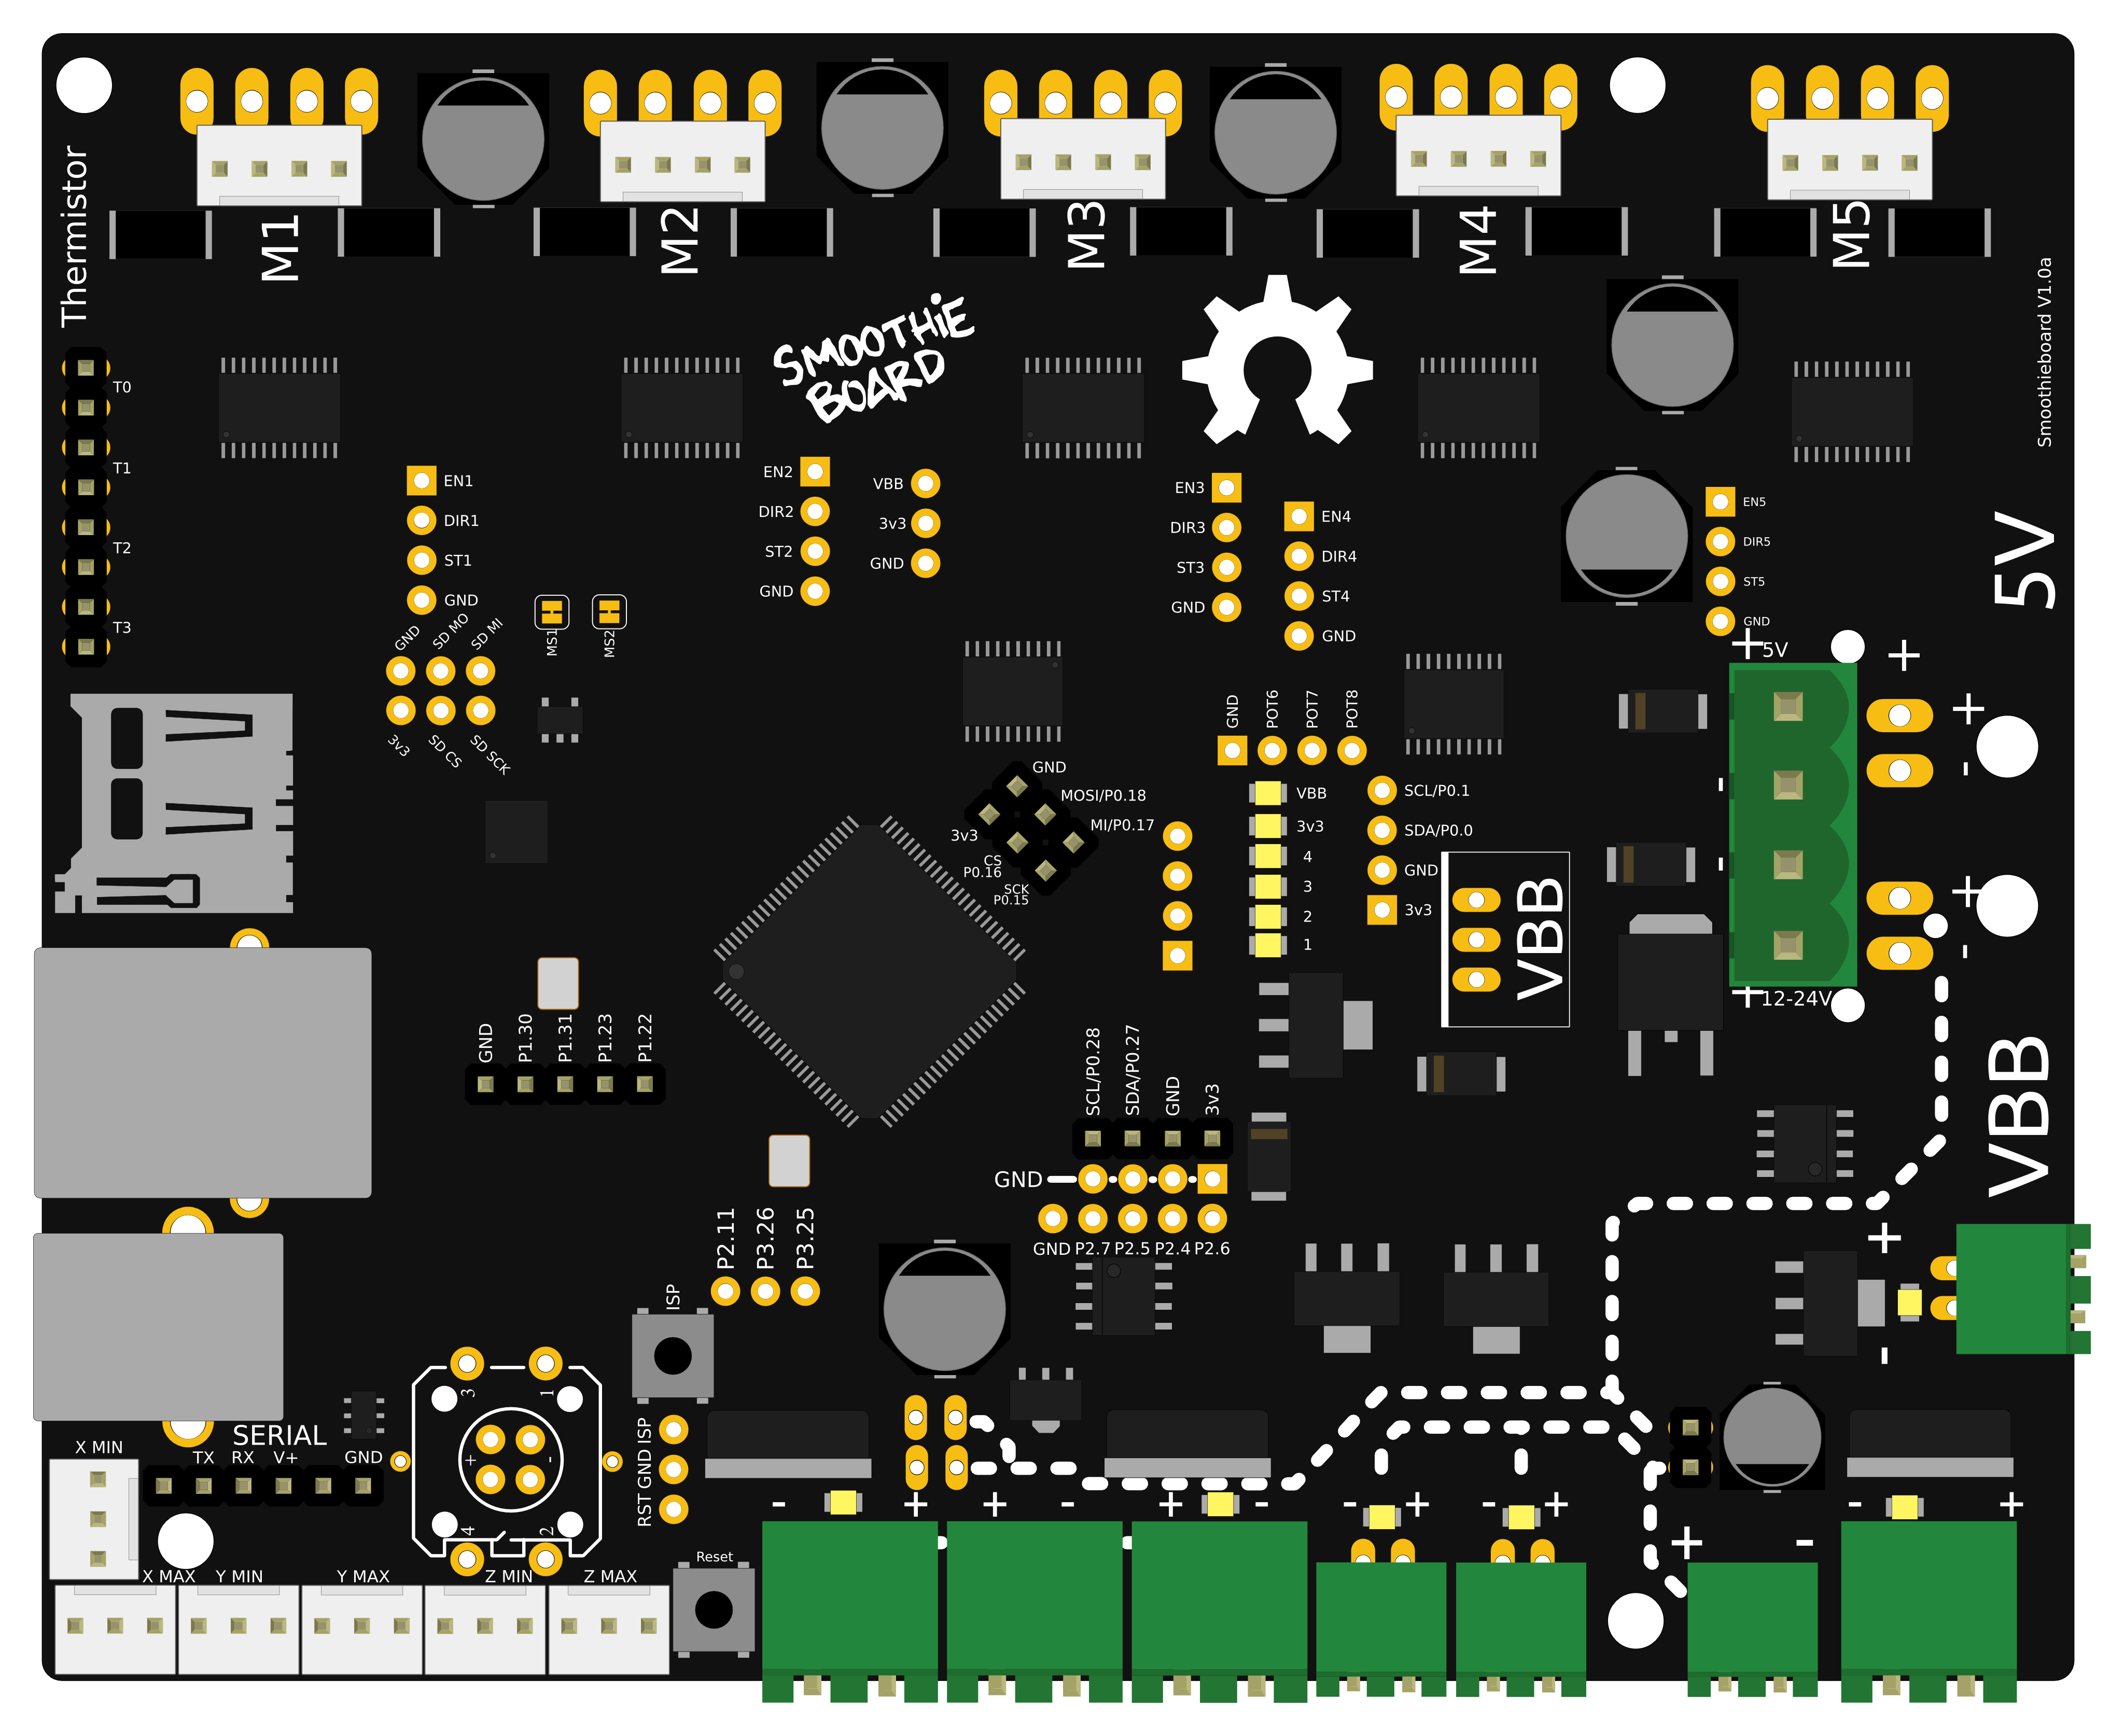 Thermistor
M1
M2
M3
M4
M5
Smoothieboard V1.0a
SMOOTHiE
BOARD
T0
T1
T2
T3
EN1
DIR1
ST1
GND
EN2
DIR2
ST2
GND
VBB
3v3
GND
EN3
DIR3
ST3
GND
EN4
DIR4
ST4
GND
EN5
DIR5
ST5
GND
5V
MS1
MS2
GND
SD MO
SD MI
3v3
SD CS
SD SCK
+
5V
+
+
-
-
-
+
-
+
12-24V
VBB
GND
POT6
POT7
POT8
GND
MOSI/P0.18
MI/P0.17
3v3
CS
P0.16
SCK
P0.15
VBB
3v3
4
3
2
1
SCL/P0.1
SDA/P0.0
GND
3v3
VBB
GND
P1.30
P1.31
P1.23
P1.22
SCL/P0.28
SDA/P0.27
GND
3v3
GND
GND P2.7 P2.5 P2.4 P2.6
P2.11
P3.26
P3.25
ISP
+
-
3
1
+
-
4
2
SERIAL
TX RX V+ GND
X MIN
RST GND ISP
Reset
X MAX
Y MIN
Y MAX
Z MIN
Z MAX
- + + - + - - + - +
+ -
- +